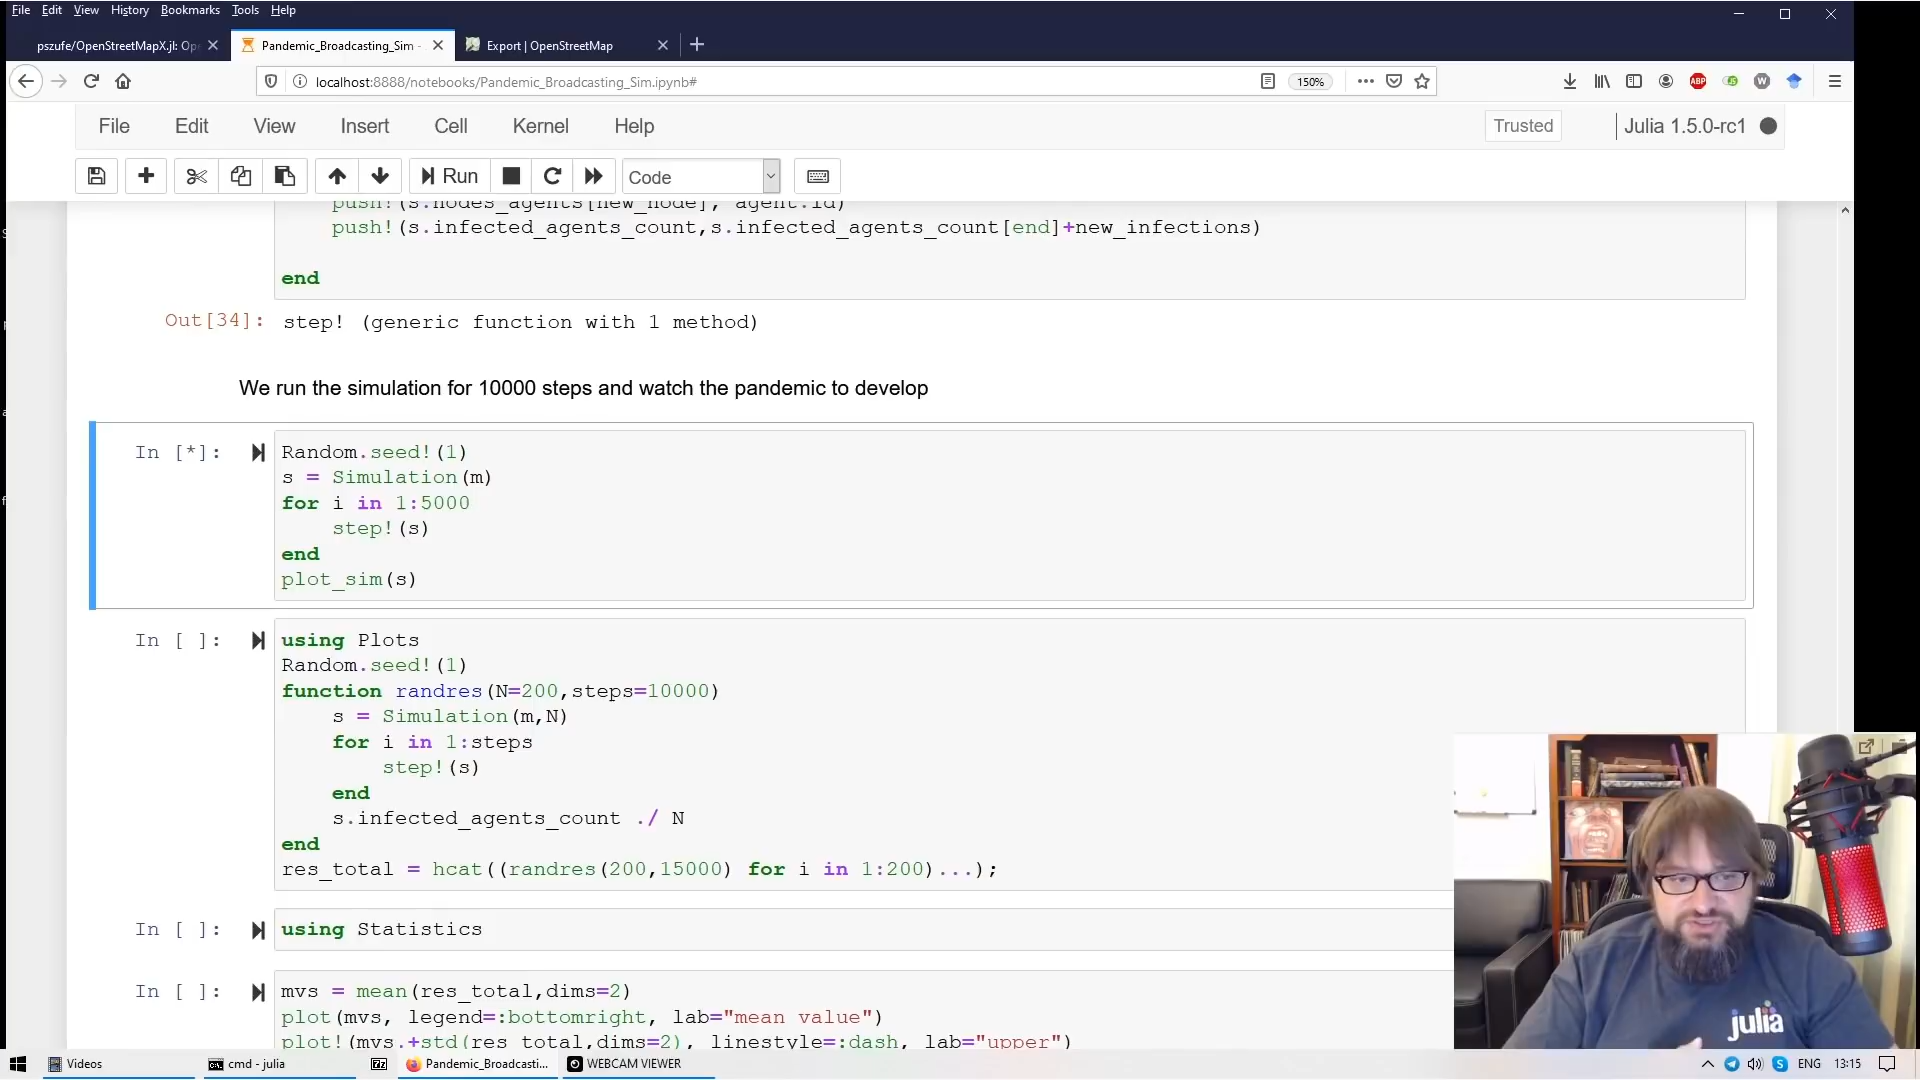 File Edit View History Bookmarks Tools Help
pszufe/OpenStreetMapX.jl: Op
Pandemic_Broadcasting_Sim -
Export | OpenStreetMap
localhost:8888/notebooks/Pandemic_Broadcasting_Sim.ipynb#
150%
File Edit View Insert Cell Kernel Help
Trusted
Julia 1.5.0-rc1
Run
Code
push!(s.nodes_agents[new_node], agent.id)
push!(s.infected_agents_count,s.infected_agents_count[end]+new_infections)
end
Out[34]: step! (generic function with 1 method)
We run the simulation for 10000 steps and watch the pandemic to develop
In [*]: Random.seed!(1)
s = Simulation(m)
for i in 1:5000
step!(s)
end
plot_sim(s)
In [ ]: using Plots
Random.seed!(1)
function randres(N=200,steps=10000)
s = Simulation(m,N)
for i in 1:steps
step!(s)
end
s.infected_agents_count ./ N
end
res_total = hcat((randres(200,15000) for i in 1:200)...);
In [ ]: using Statistics
In [ ]: mvs = mean(res_total,dims=2)
plot(mvs, legend=:bottomright, lab="mean value")
plot!(mvs.+std(res_total,dims=2), linestyle=:dash, lab="upper")
julia
Videos
cmd - julia
Pandemic_Broadcasti...
WEBCAM VIEWER
ENG
13:15